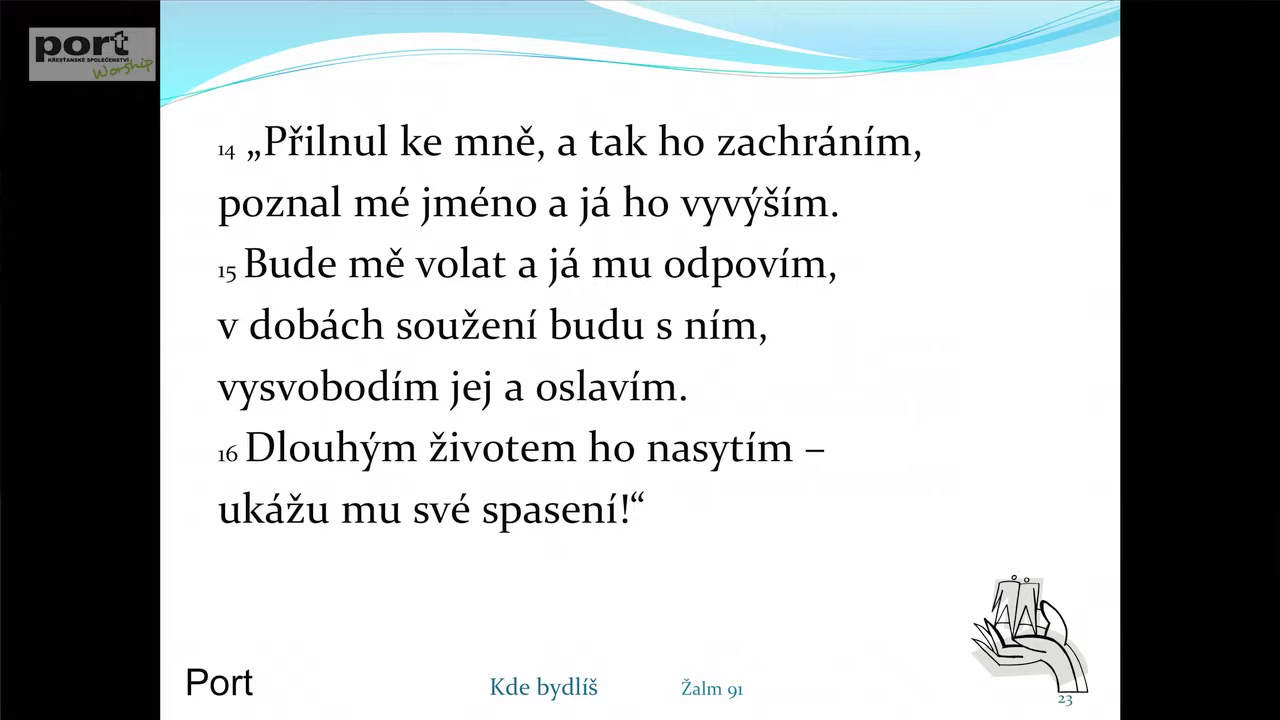 port
KŘESŤANSKÉ SPOLEČENSTVÍ
Worship
14 „Přilnul ke mně, a tak ho zachráním,
poznal mé jméno a já ho vyvýším.
15 Bude mě volat a já mu odpovím,
v dobách soužení budu s ním,
vysvobodím jej a oslavím.
16 Dlouhým životem ho nasytím –
ukážu mu své spasení!“
Port
Kde bydlíš
Žalm 91
23